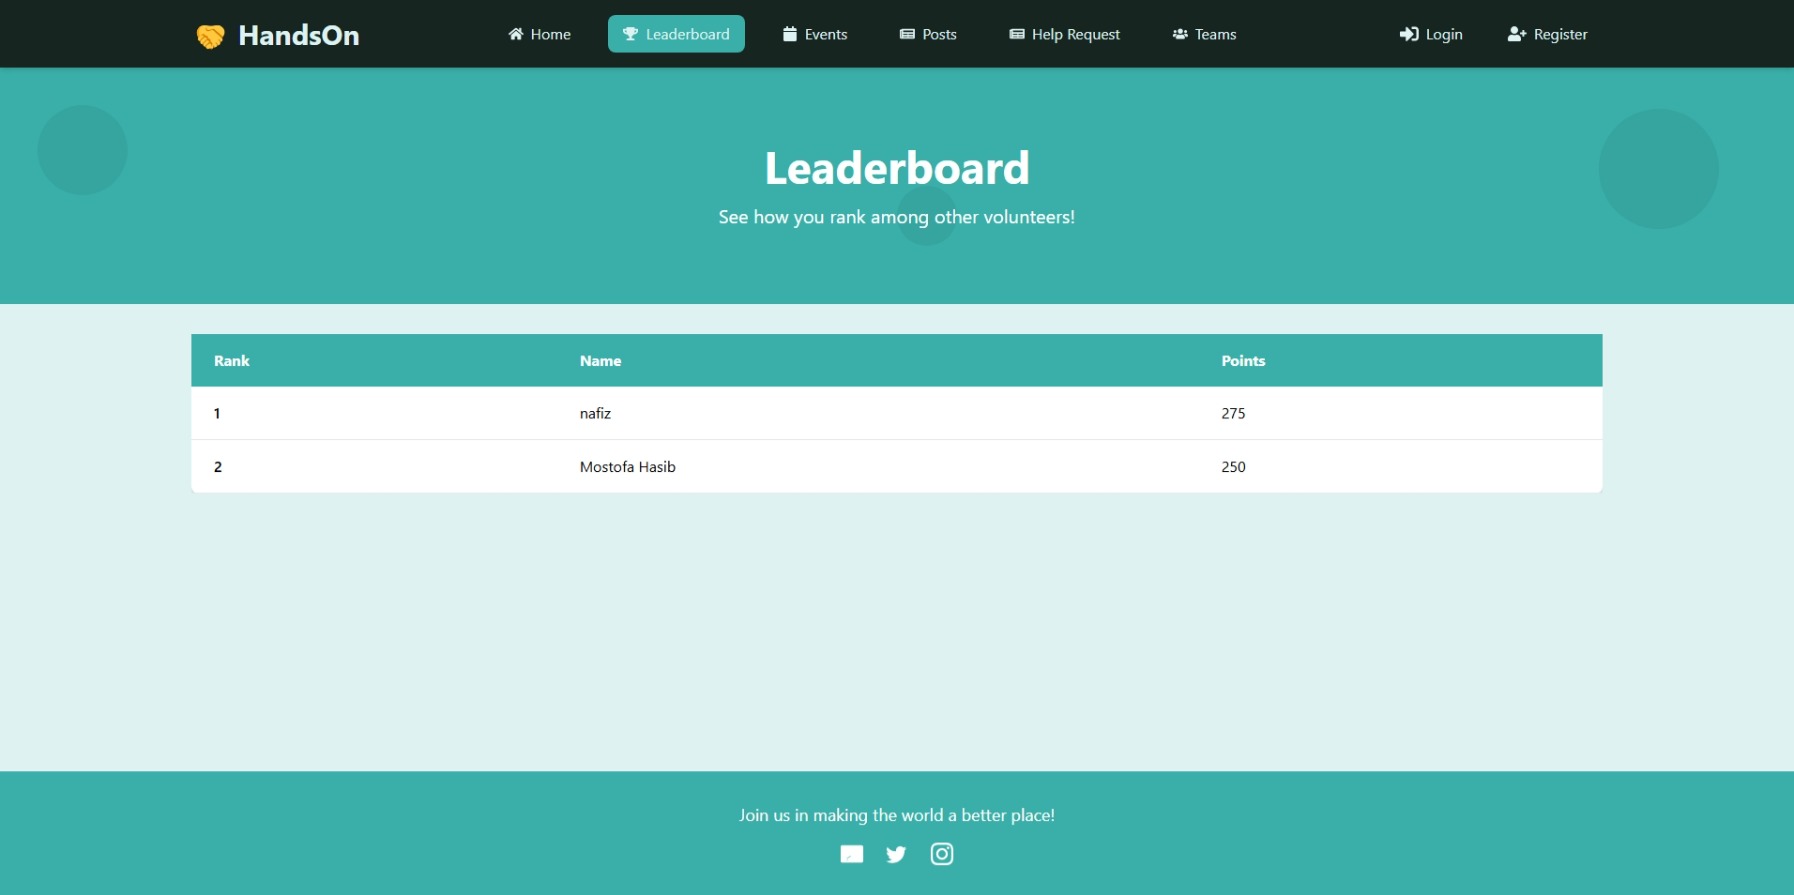 HandsOn
Home
Leaderboard
Events
Posts
Help Request
Teams
Login
Register
Leaderboard
See how you rank among other volunteers!
Rank Name Points
1 nafiz 275
2 Mostofa Hasib 250
Join us in making the world a better place!